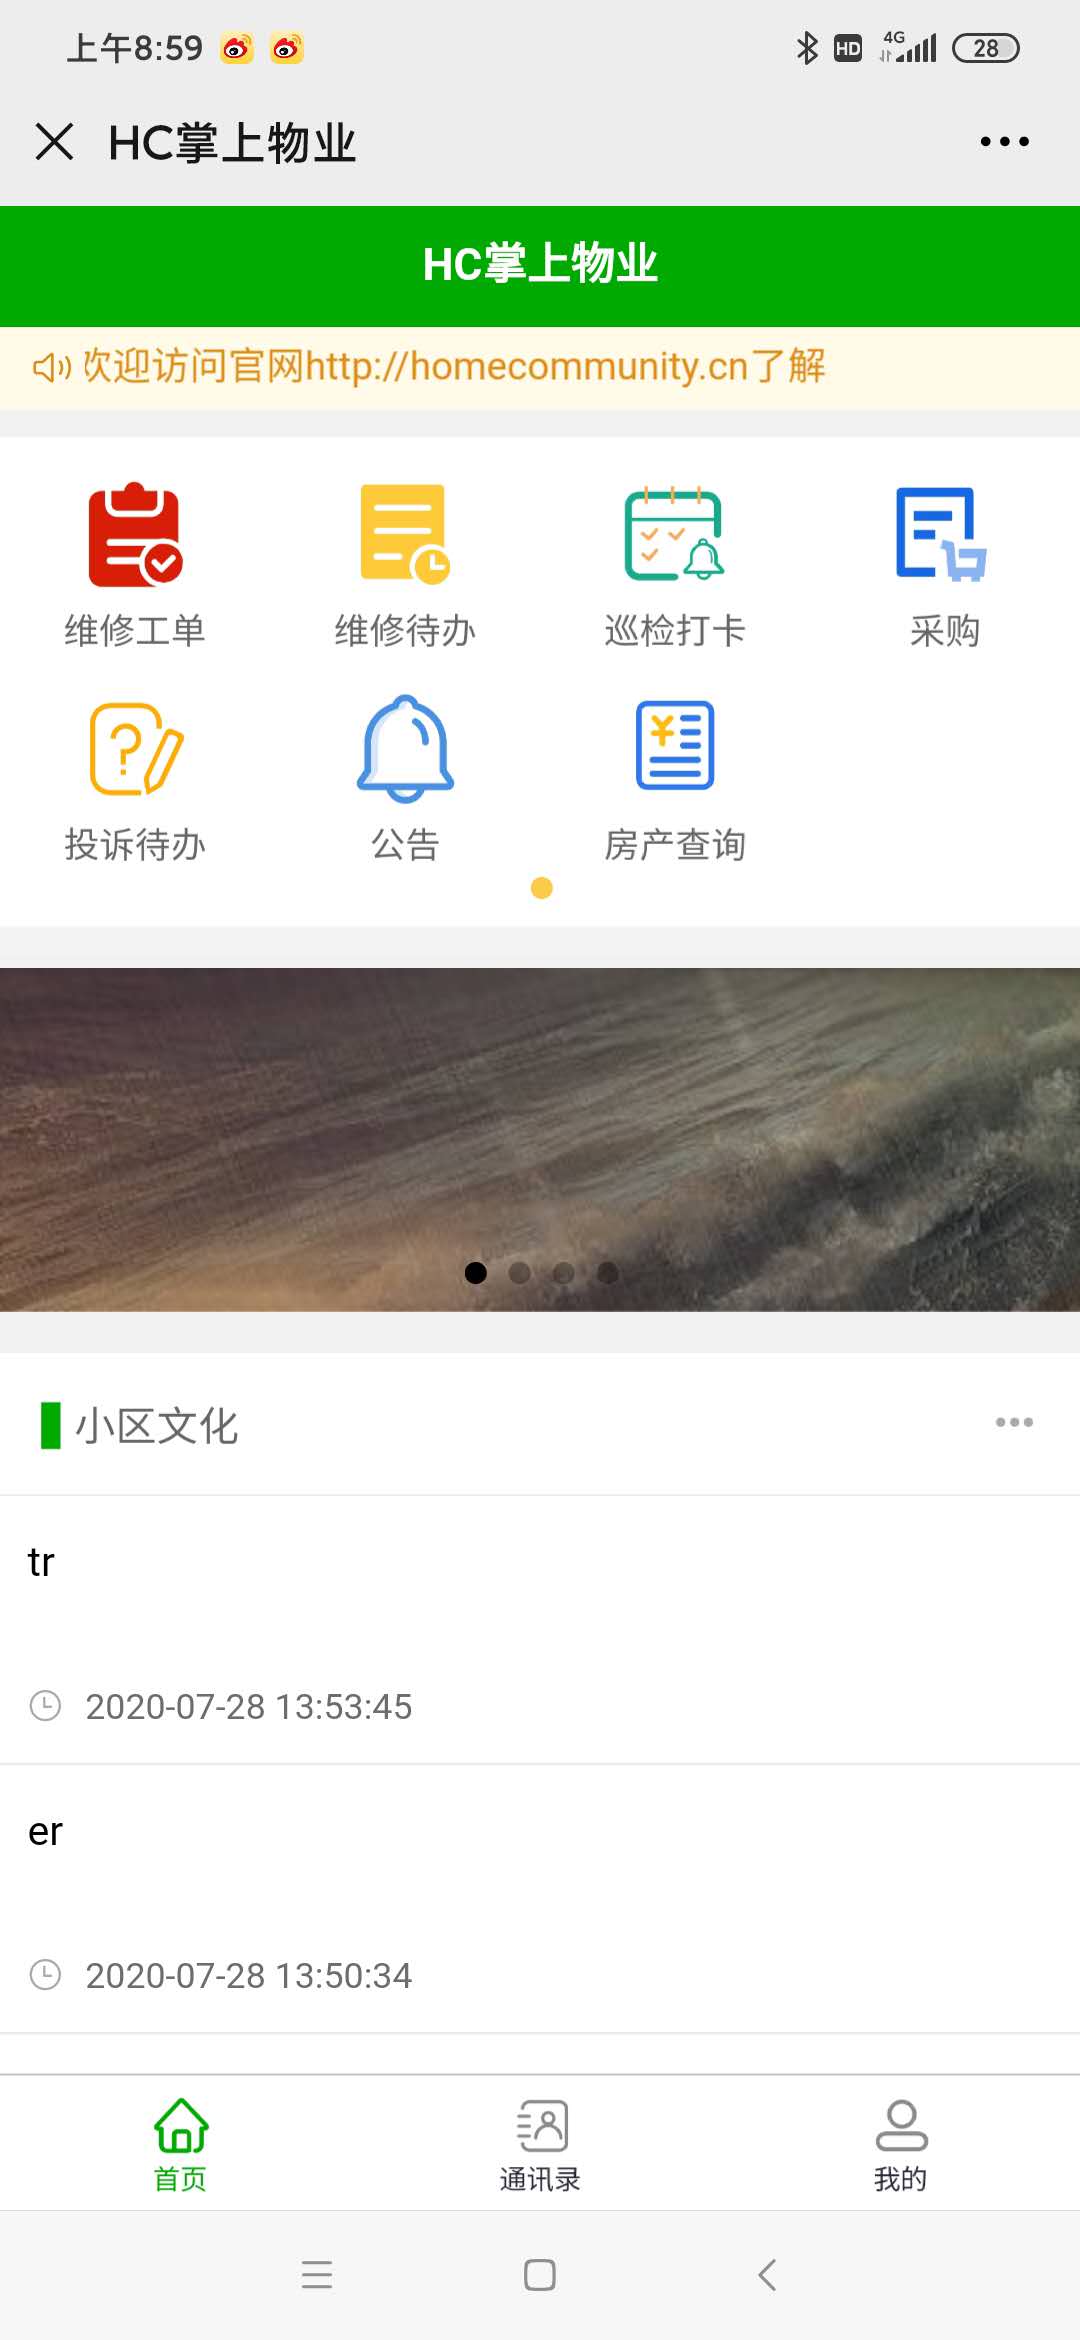 上午8:59 HD 4G 28
HC掌上物业
HC掌上物业
欢迎访问官网http://homecommunity.cn了解
维修工单 维修待办 巡检打卡 采购
投诉待办 公告 房产查询
小区文化
tr
2020-07-28 13:53:45
er
2020-07-28 13:50:34
首页 通讯录 我的